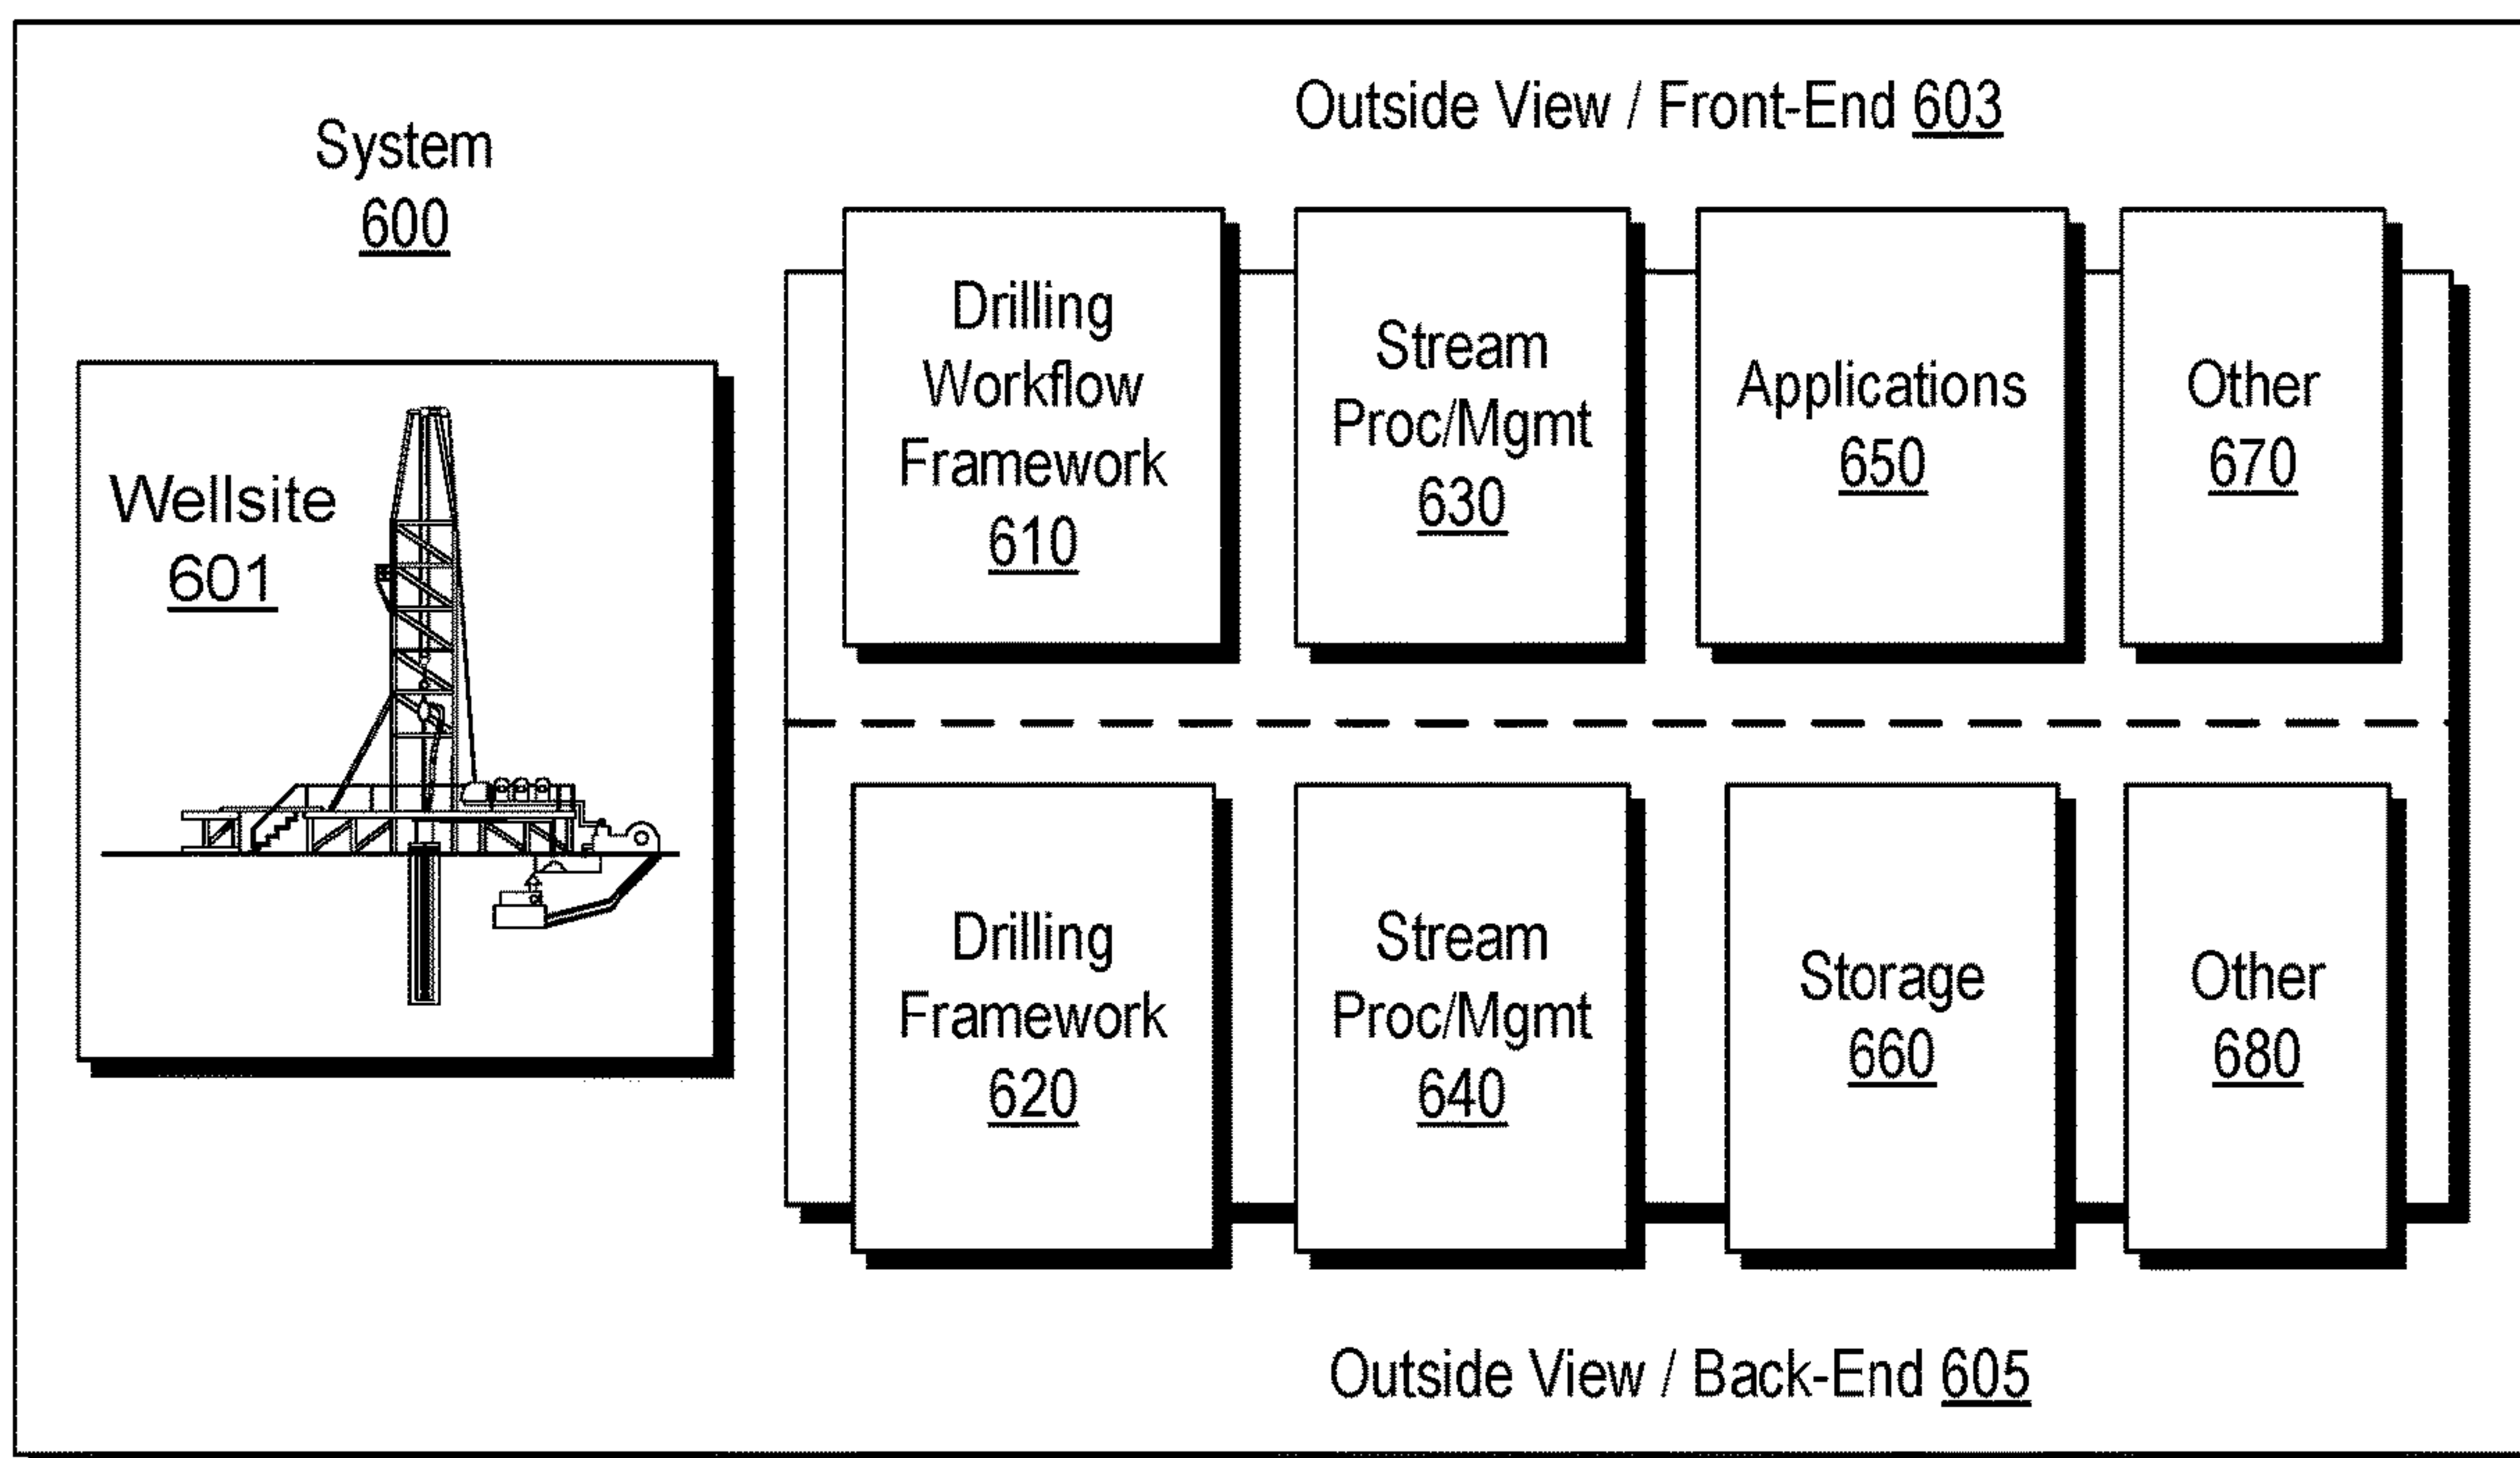 System
600
Outside View / Front-End 603
Wellsite
601
Drilling
Workflow
Framework
610
Stream
Proc/Mgmt
630
Applications
650
Other
670
Drilling
Framework
620
Stream
Proc/Mgmt
640
Storage
660
Other
680
Outside View / Back-End 605